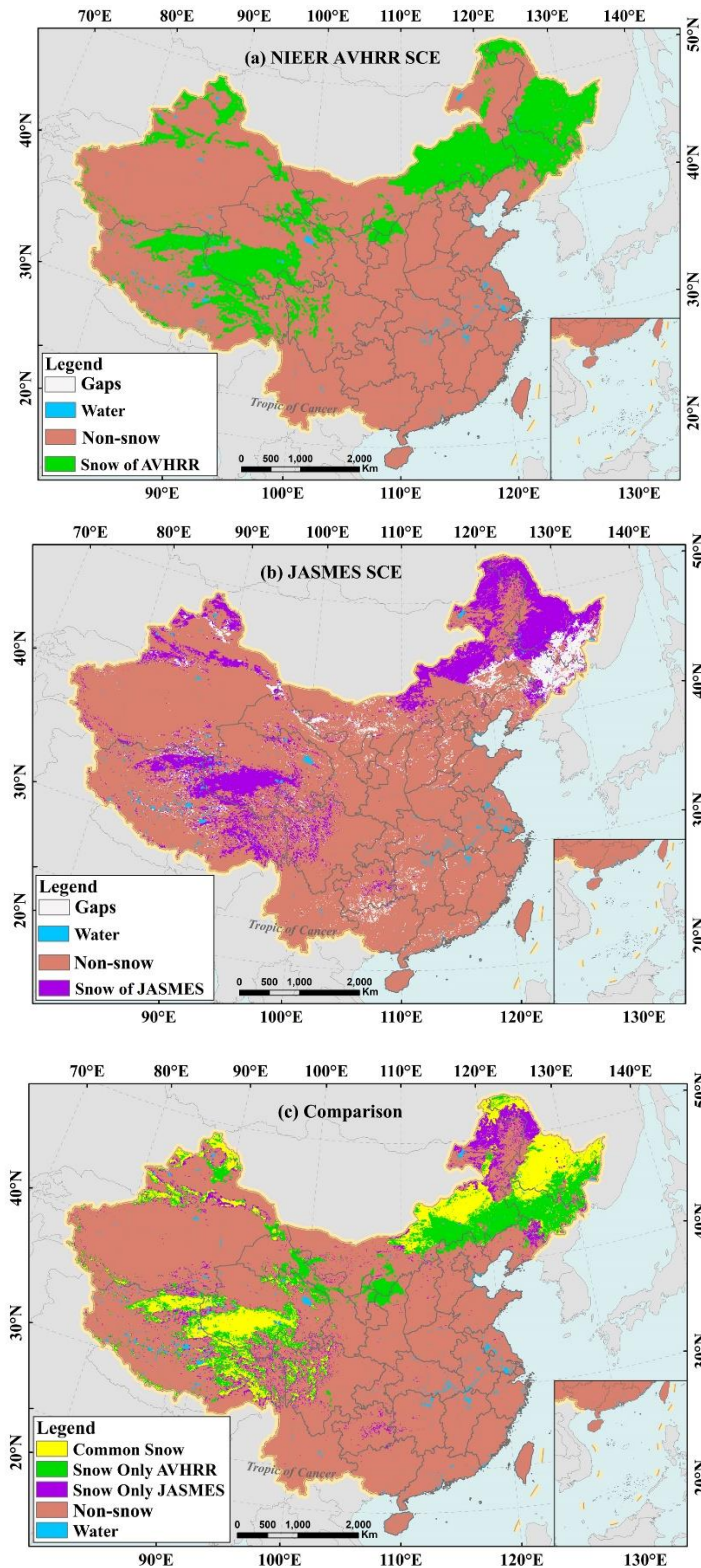 70°E 80°E 90°E 100°E 110°E 120°E 130°E 140°E
(a) NIEER AVHRR SCE
50°N
40°N
40°N
30°N
30°N
20°N
20°N
Legend
Gaps
Water
Non-snow
Snow of AVHRR
Tropic of Cancer
0 500 1,000 2,000
Km
90°E 100°E 110°E 120°E 130°E
70°E 80°E 90°E 100°E 110°E 120°E 130°E 140°E
(b) JASMES SCE
50°N
40°N
40°N
30°N
30°N
20°N
20°N
Legend
Gaps
Water
Non-snow
Snow of JASMES
Tropic of Cancer
0 500 1,000 2,000
Km
90°E 100°E 110°E 120°E 130°E
70°E 80°E 90°E 100°E 110°E 120°E 130°E 140°E
(c) Comparison
50°N
40°N
40°N
30°N
30°N
20°N
20°N
Legend
Common Snow
Snow Only AVHRR
Snow Only JASMES
Non-snow
Water
Tropic of Cancer
0 500 1,000 2,000
Km
90°E 100°E 110°E 120°E 130°E